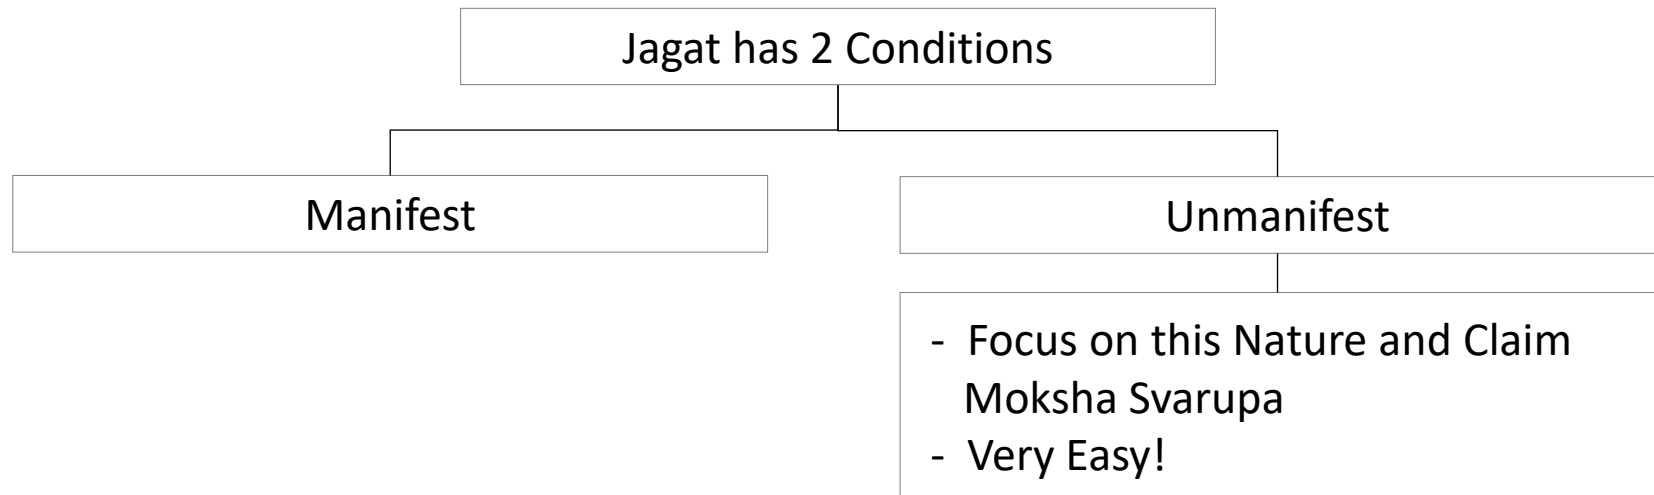 Jagat has 2 Conditions
Manifest
Unmanifest
- Focus on this Nature and Claim
Moksha Svarupa
- Very Easy!